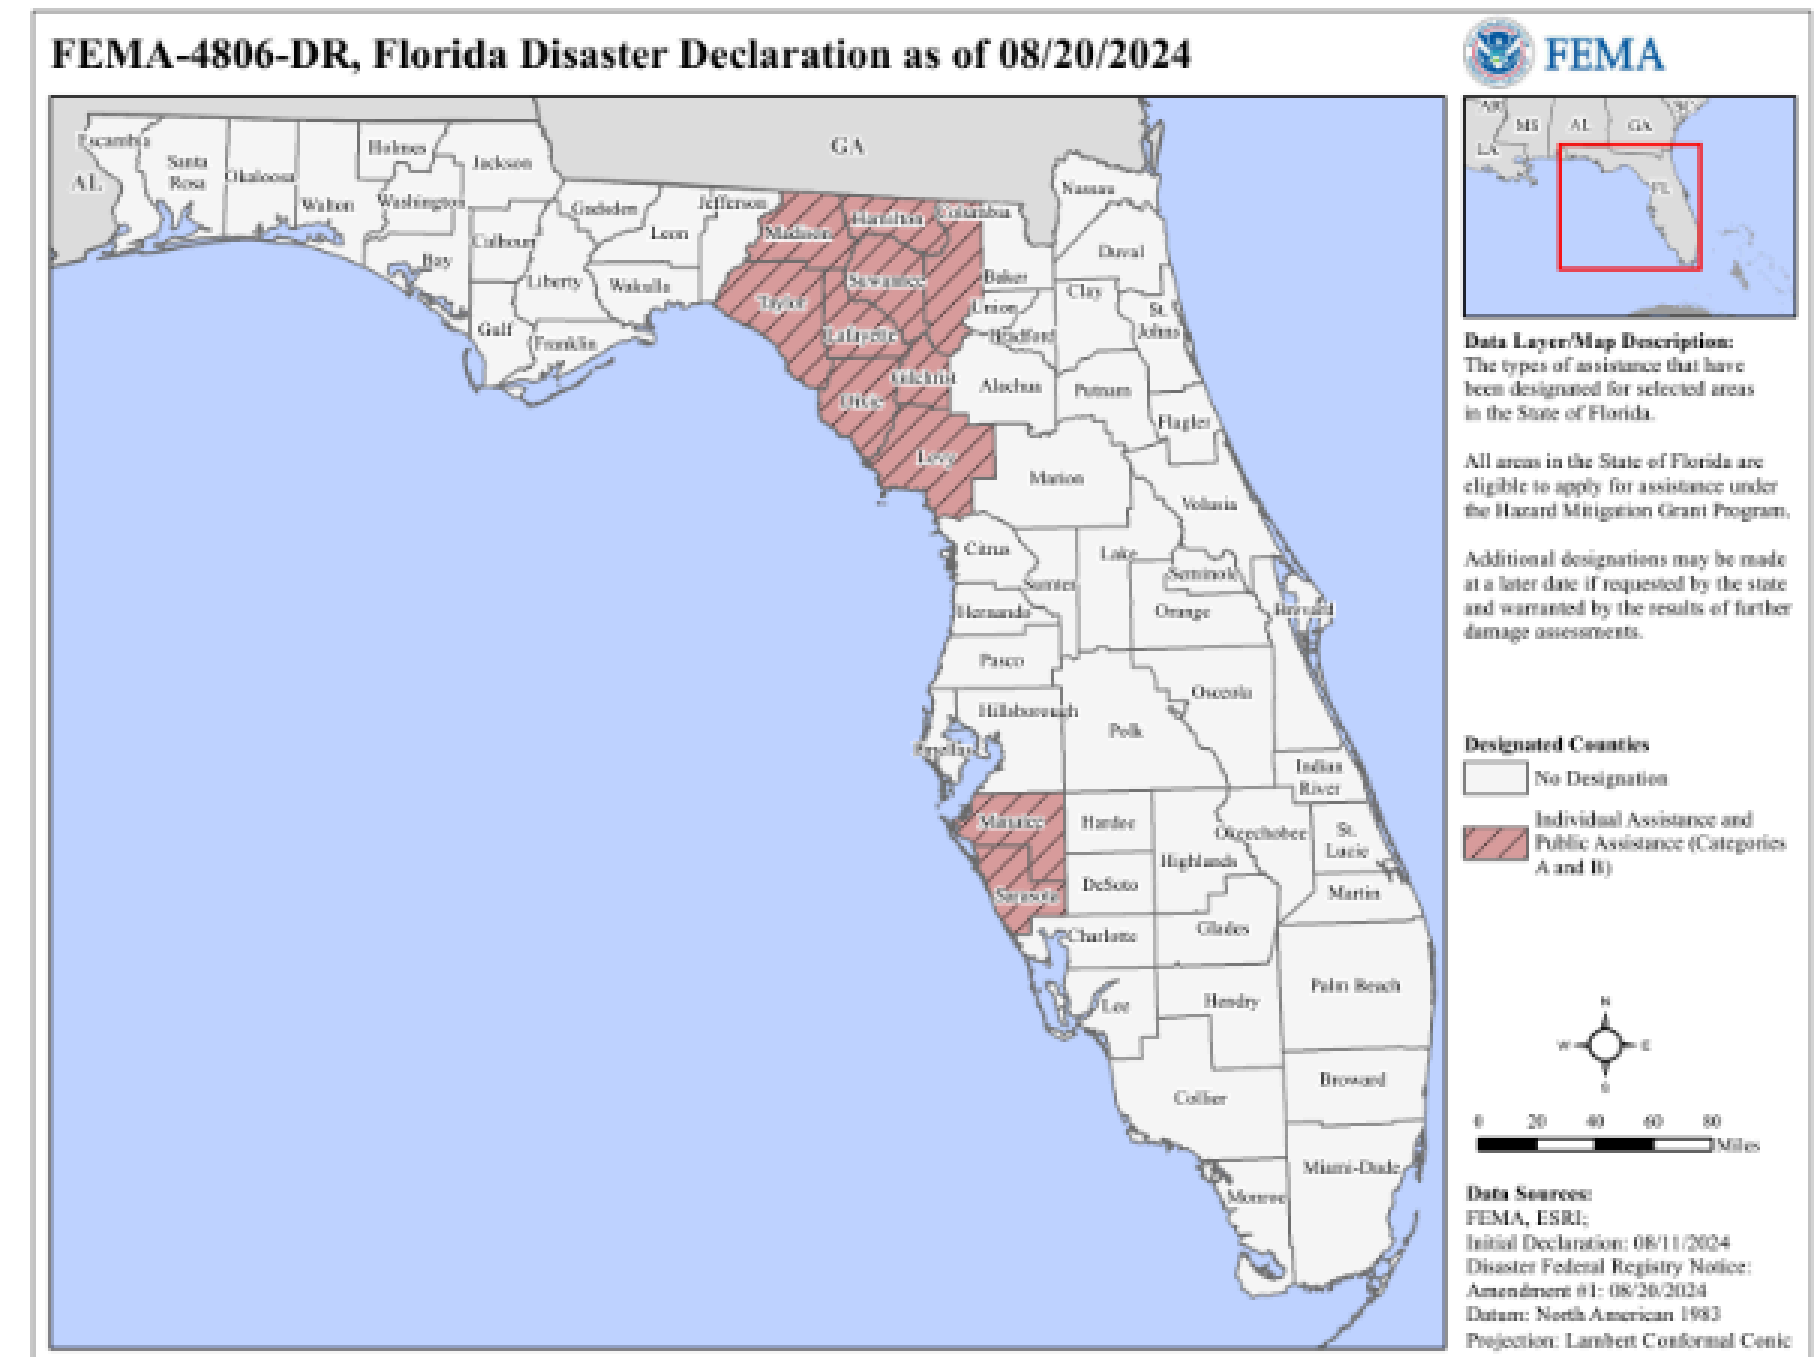 FEMA-4806-DR, Florida Disaster Declaration as of 08/20/2024
FEMA
AR
SC
MS
AL
GA
LA
FL
GA
AL
Escambia
Santa
Rosa
Okaloosa
Walton
Holmes
Washington
Jackson
Bay
Calhoun
Gulf
Liberty
Franklin
Gadsden
Leon
Wakulla
Jefferson
Madison
Hamilton
Columbia
Taylor
Suwannee
Lafayette
Dixie
Gilchrist
Levy
Nassau
Duval
Baker
Clay
Union
Bradford
St.
Johns
Alachua
Putnam
Flagler
Marion
Volusia
Citrus
Lake
Sumter
Seminole
Hernando
Orange
Brevard
Pasco
Osceola
Hillsborough
Polk
Pinellas
Indian
River
Manatee
Hardee
Okeechobee
St.
Lucie
Highlands
Sarasota
DeSoto
Martin
Charlotte
Glades
Lee
Hendry
Palm Beach
Broward
Collier
Miami-Dade
Monroe
Data Layer/Map Description:
The types of assistance that have
been designated for selected areas
in the State of Florida.
All areas in the State of Florida are
eligible to apply for assistance under
the Hazard Mitigation Grant Program.
Additional designations may be made
at a later date if requested by the state
and warranted by the results of further
damage assessments.
Designated Counties
No Designation
Individual Assistance and
Public Assistance (Categories
A and B)
N
W E
S
0 20 40 60 80
Miles
Data Sources:
FEMA, ESRI;
Initial Declaration: 08/11/2024
Disaster Federal Registry Notice:
Amendment #1: 08/20/2024
Datum: North American 1983
Projection: Lambert Conformal Conic